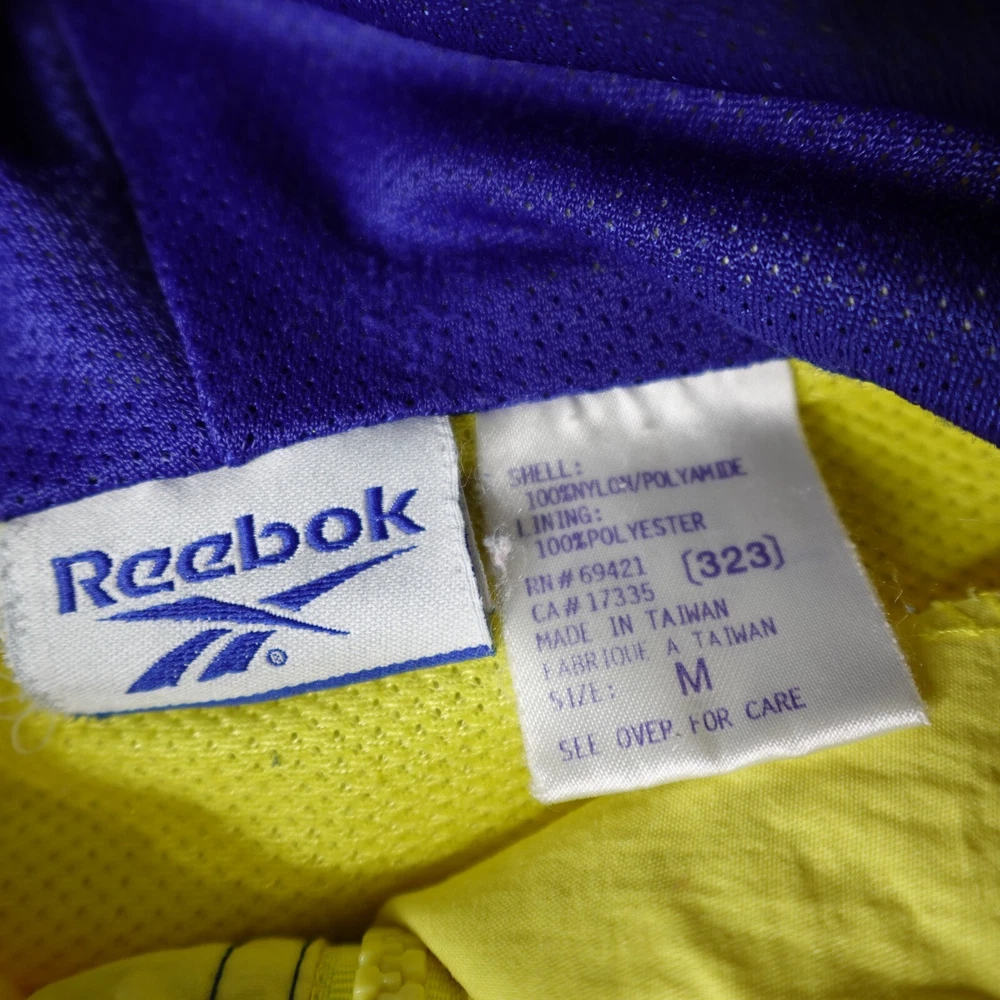 Reebok
®
SHELL:
100%NYLON/POLYAMIDE
LINING:
100%POLYESTER
RN#69421 (323)
CA#17335
MADE IN TAIWAN
FABRIQUE A TAIWAN
SIZE: M
SEE OVER FOR CARE